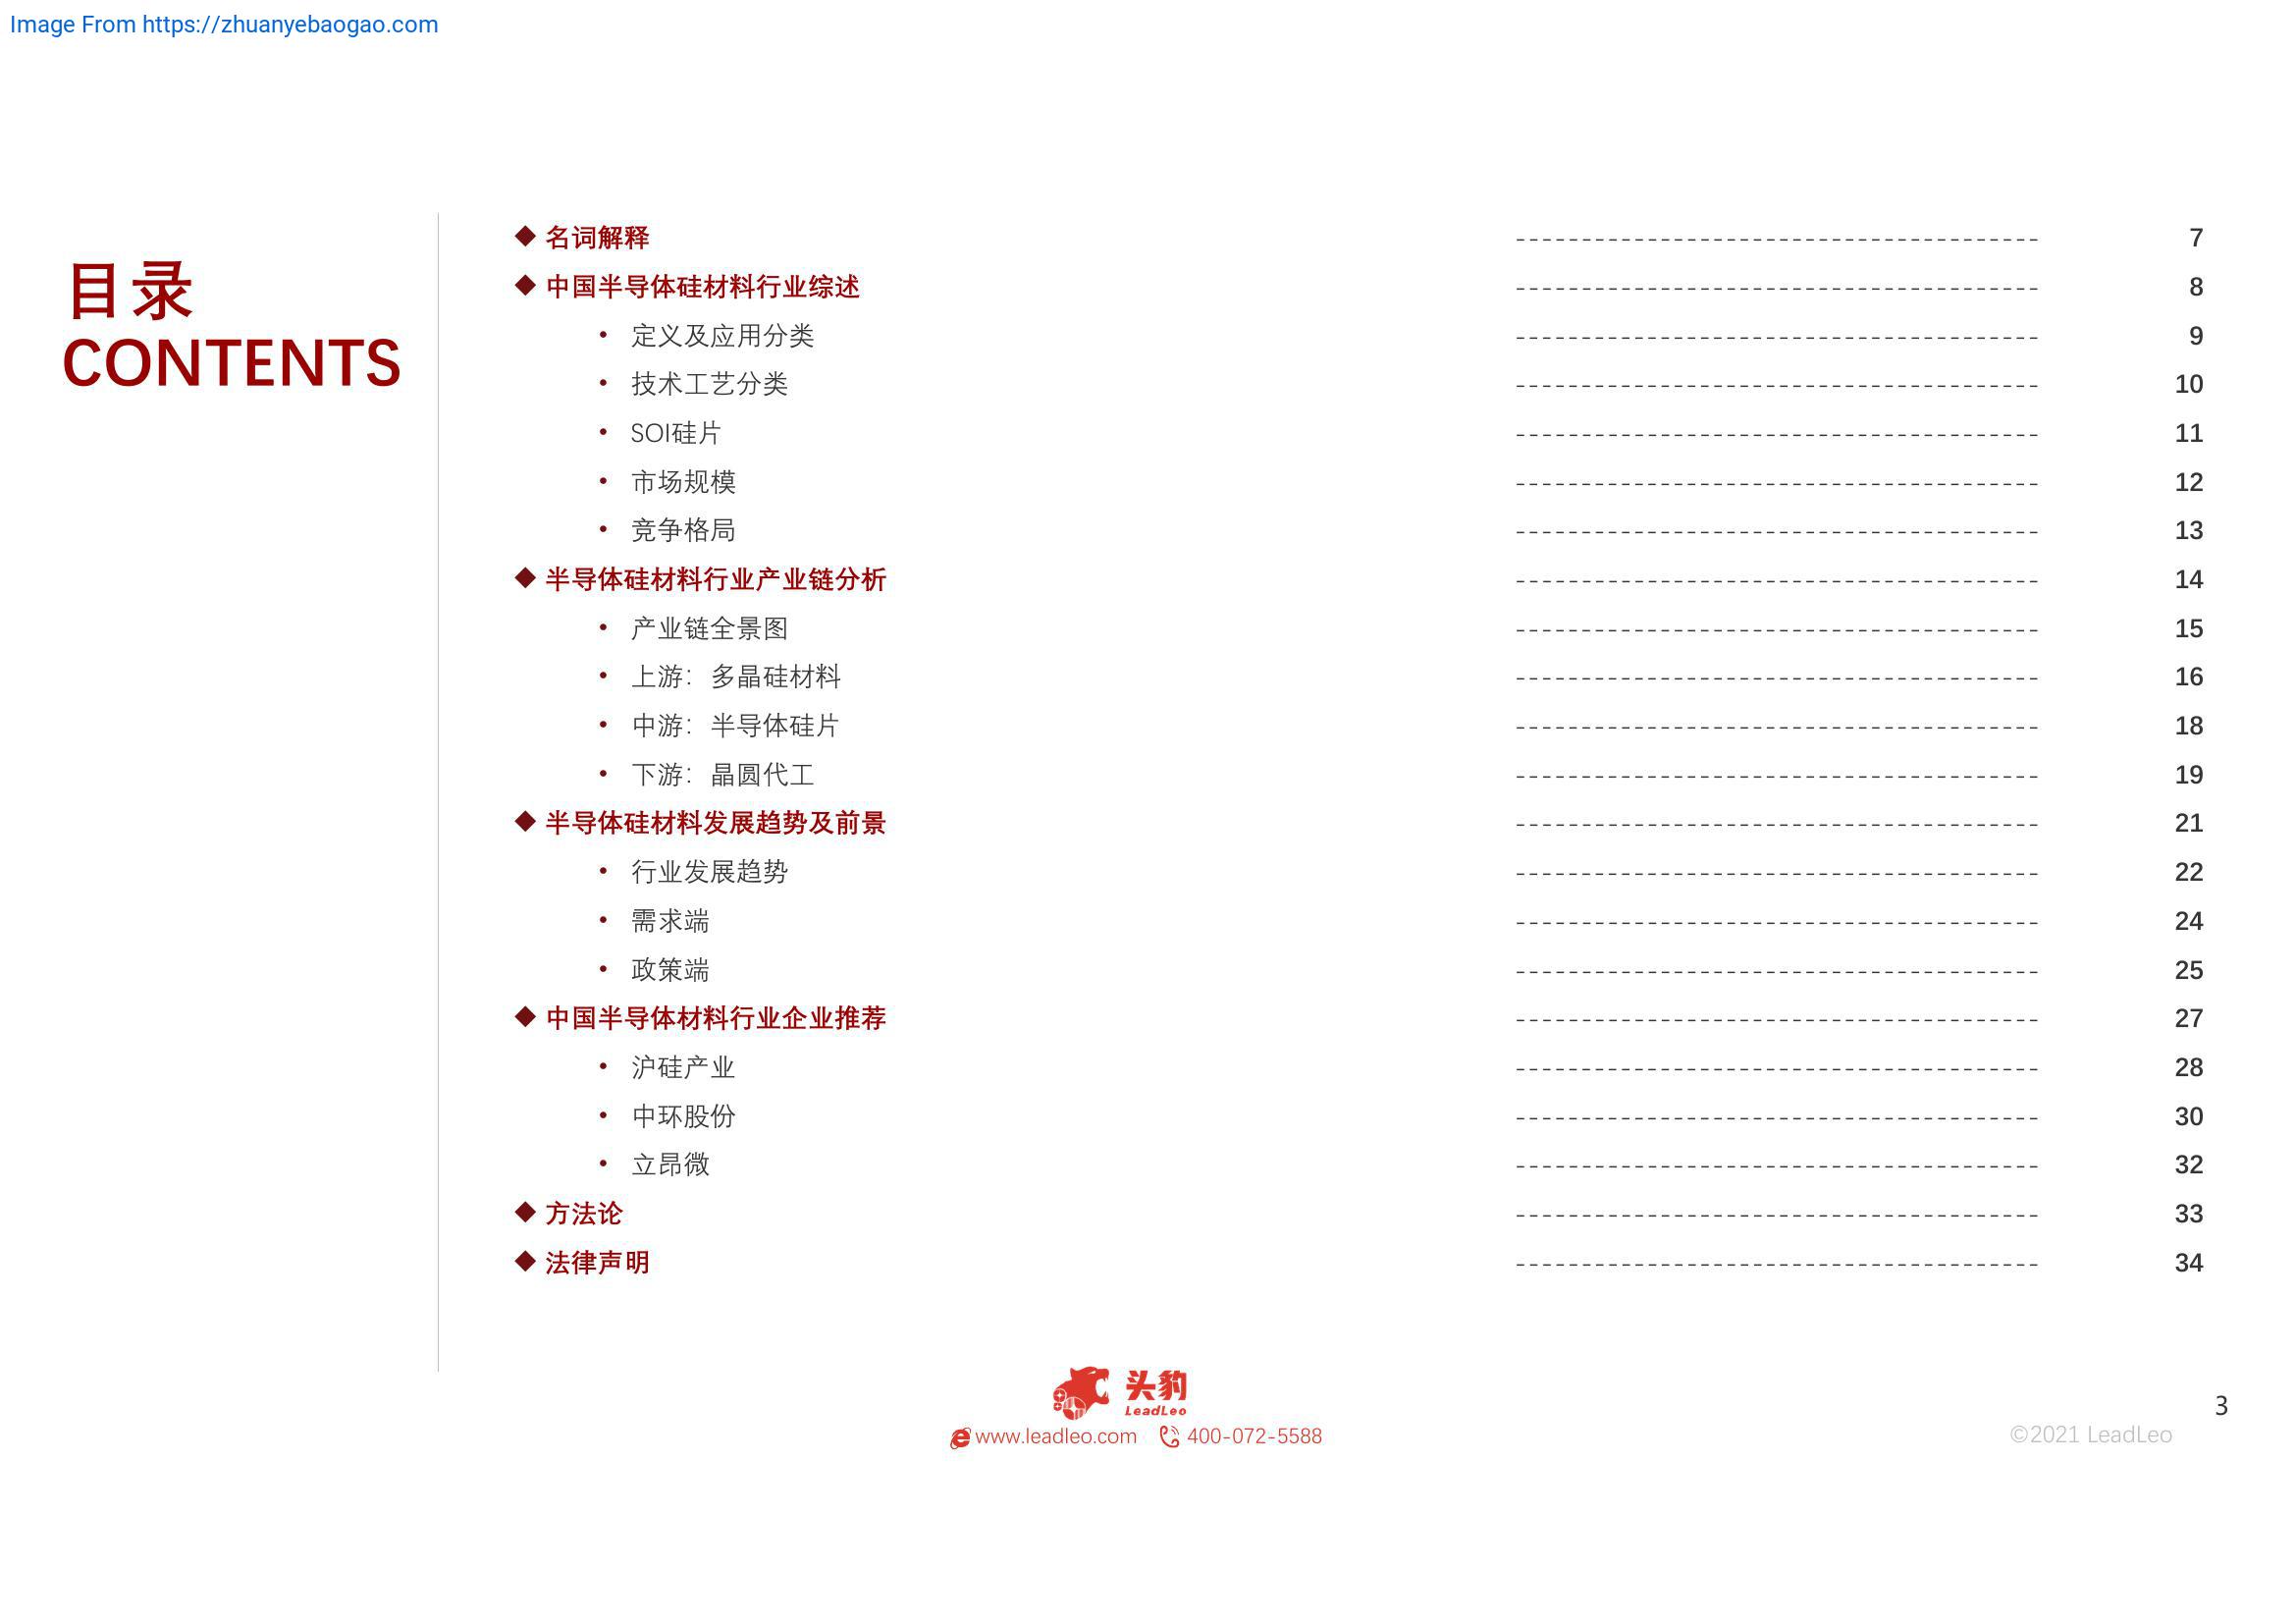 Image From https://zhuanyebaogao.com
目录
CONTENTS
◆ 名词解释 ---------------------------------------- 7
◆ 中国半导体硅材料行业综述 ---------------------------------------- 8
• 定义及应用分类 ---------------------------------------- 9
• 技术工艺分类 ---------------------------------------- 10
• SOI硅片 ---------------------------------------- 11
• 市场规模 ---------------------------------------- 12
• 竞争格局 ---------------------------------------- 13
◆ 半导体硅材料行业产业链分析 ---------------------------------------- 14
• 产业链全景图 ---------------------------------------- 15
• 上游：多晶硅材料 ---------------------------------------- 16
• 中游：半导体硅片 ---------------------------------------- 18
• 下游：晶圆代工 ---------------------------------------- 19
◆ 半导体硅材料发展趋势及前景 ---------------------------------------- 21
• 行业发展趋势 ---------------------------------------- 22
• 需求端 ---------------------------------------- 24
• 政策端 ---------------------------------------- 25
◆ 中国半导体材料行业企业推荐 ---------------------------------------- 27
• 沪硅产业 ---------------------------------------- 28
• 中环股份 ---------------------------------------- 30
• 立昂微 ---------------------------------------- 32
◆ 方法论 ---------------------------------------- 33
◆ 法律声明 ---------------------------------------- 34
头豹
LeadLeo
www.leadleo.com 400-072-5588
3
©2021 LeadLeo